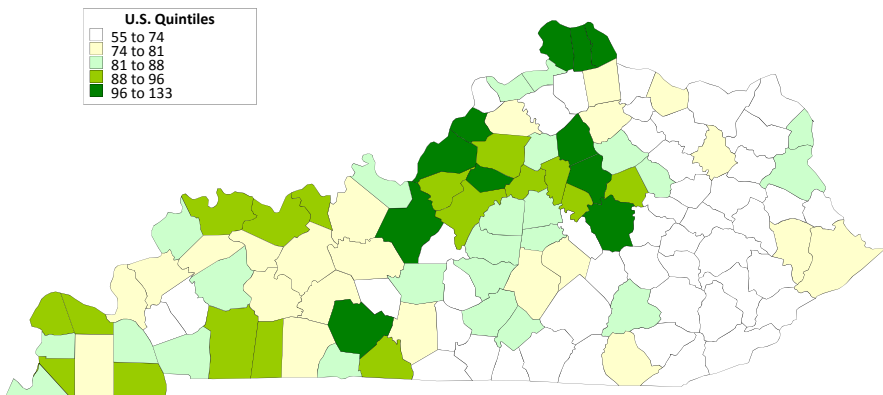 U.S. Quintiles
55 to 74
74 to 81
81 to 88
88 to 96
96 to 133